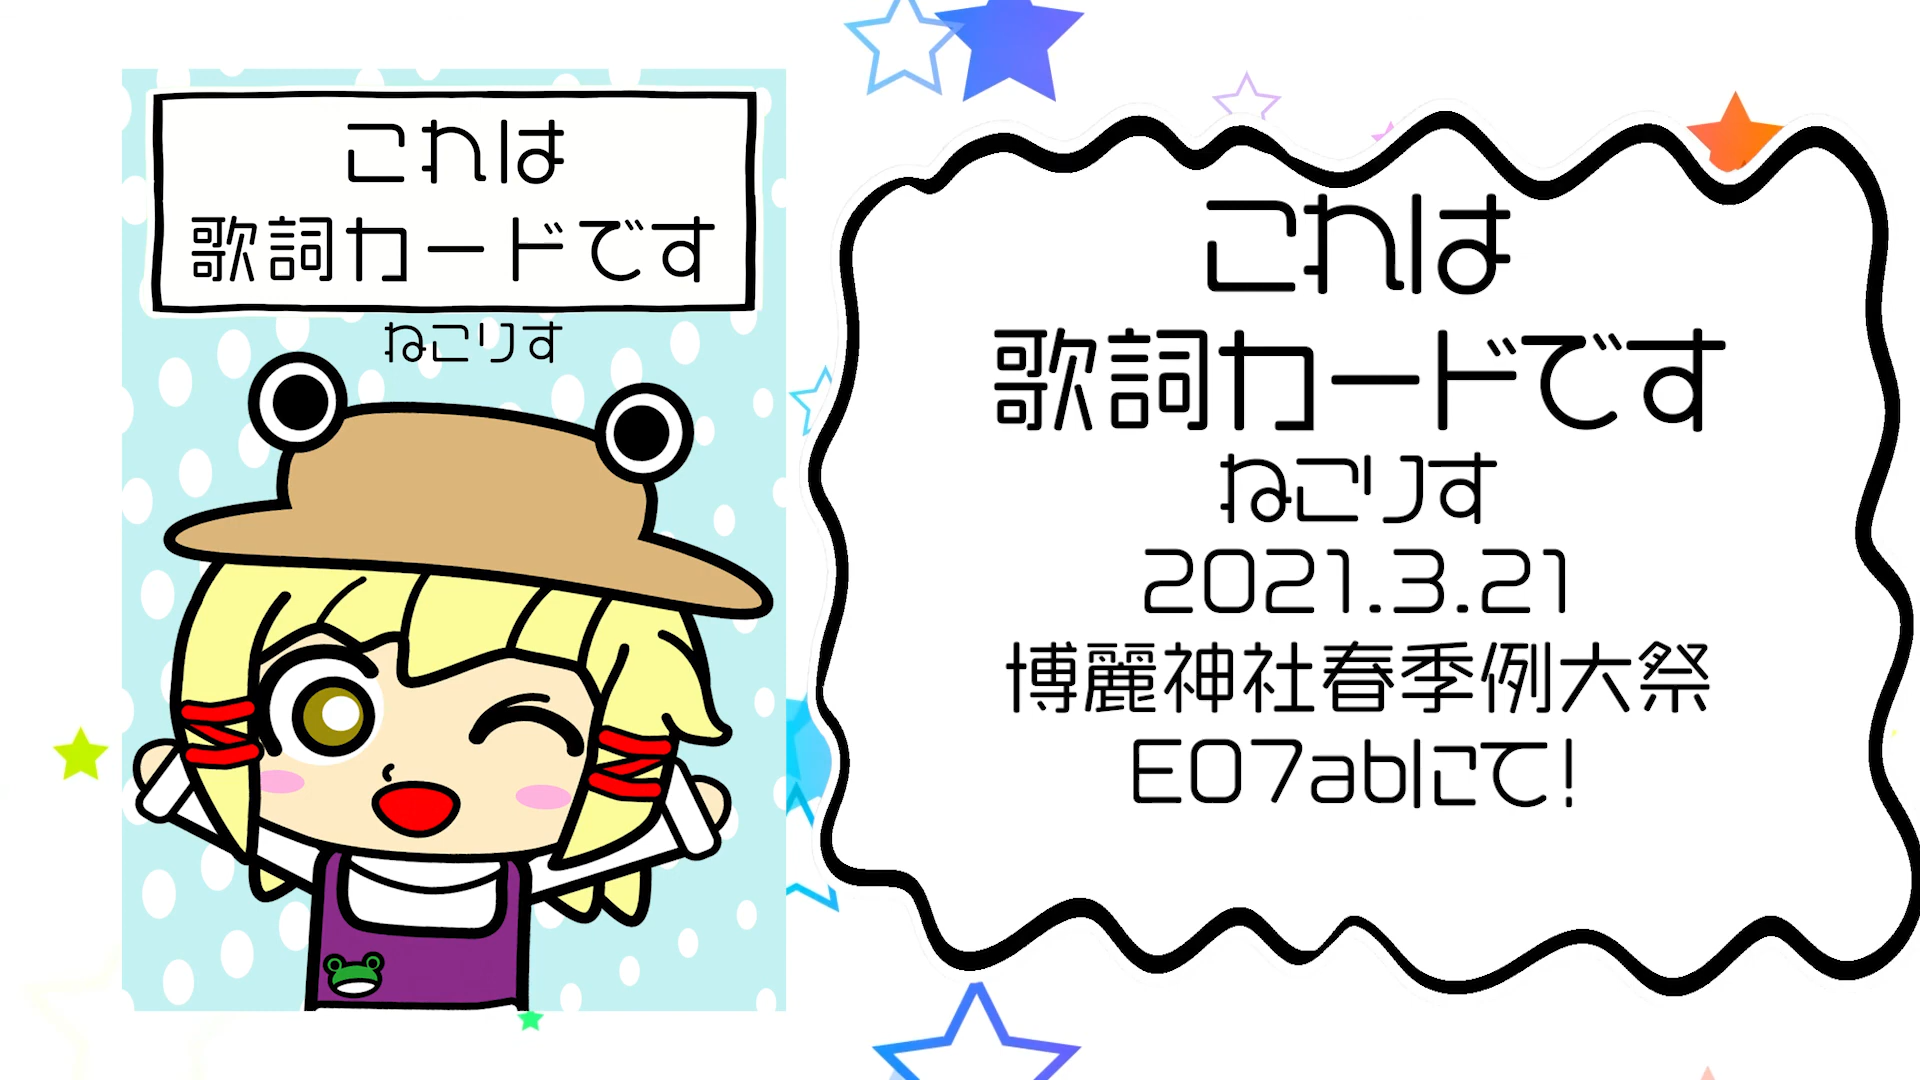 これは
歌詞カードです
ねこりす
これは
歌詞カードです
ねこりす
2021.3.21
博麗神社春季例大祭
E07abにて!